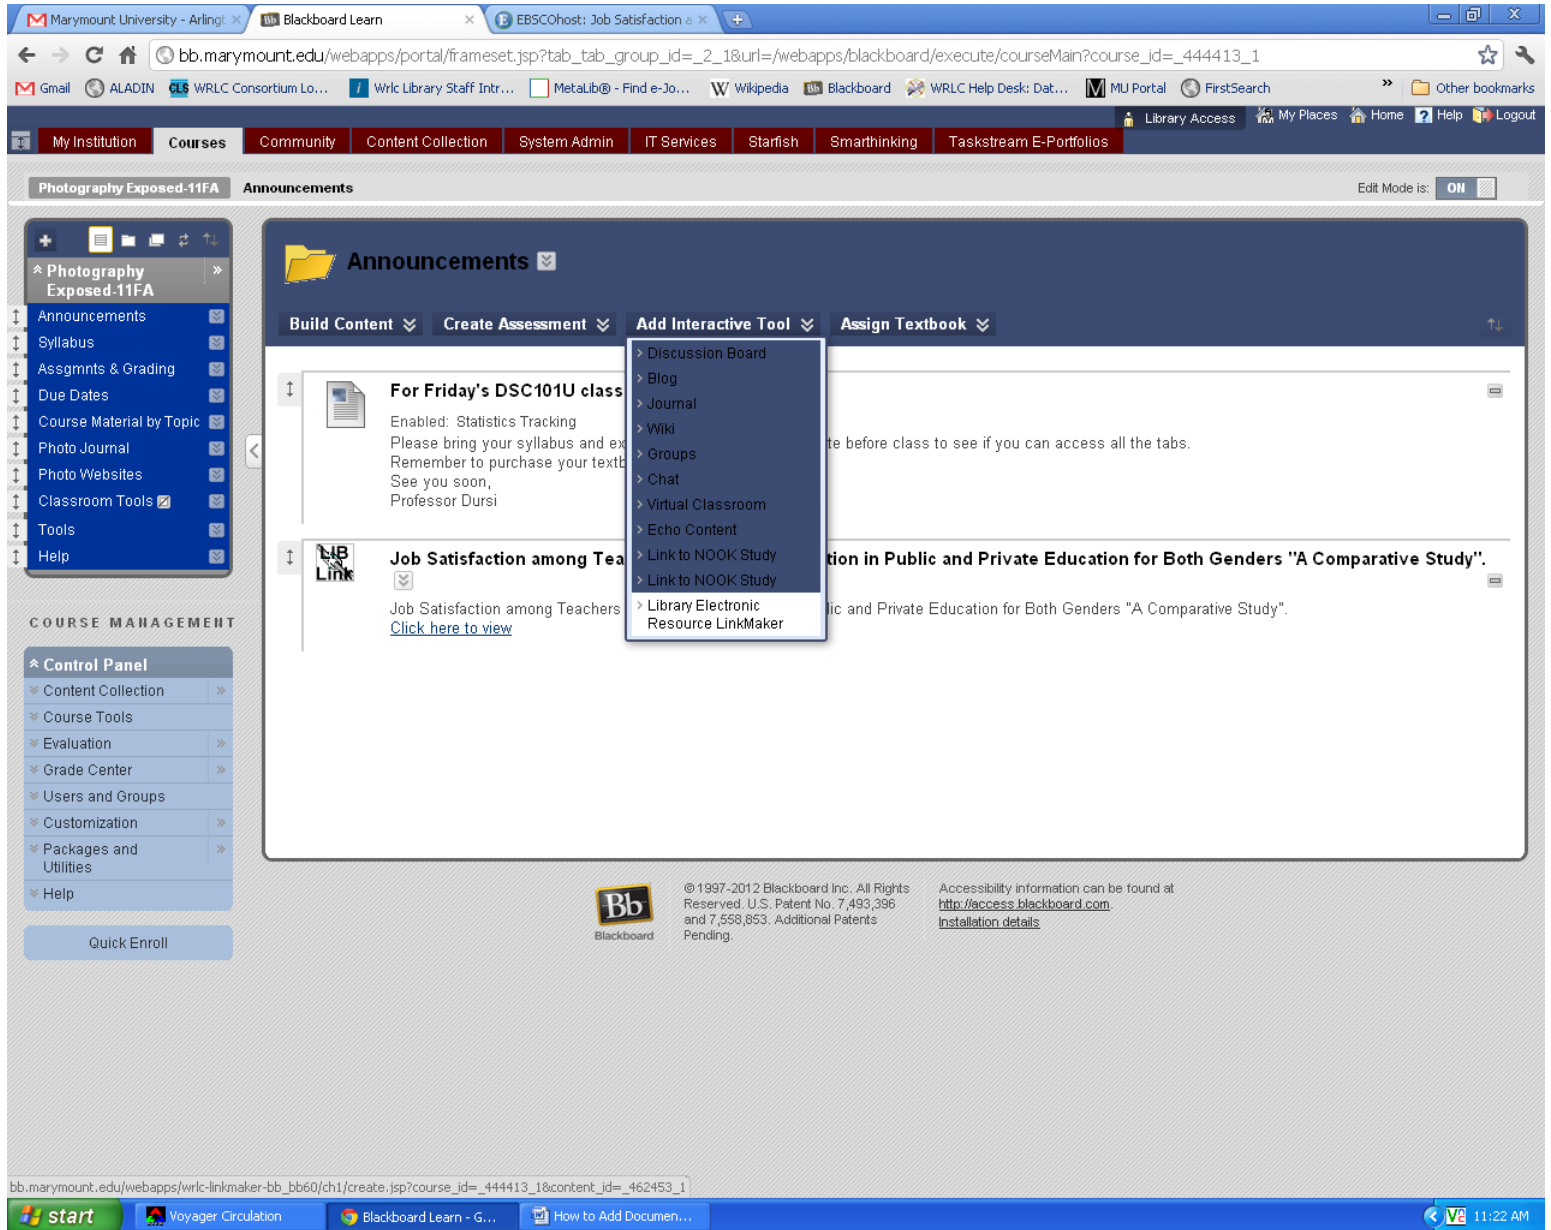 Marymount University - Arlingt
Blackboard Learn
EBSCOhost: Job Satisfaction a
bb.marymount.edu/webapps/portal/frameset.jsp?tab_tab_group_id=_2_1&url=/webapps/blackboard/execute/courseMain?course_id=_444413_1
Gmail ALADIN WRLC Consortium Lo... Wrlc Library Staff Intr... MetaLib® - Find e-Jo... Wikipedia Blackboard WRLC Help Desk: Dat... MU Portal FirstSearch » Other bookmarks
Library Access My Places Home Help Logout
My Institution Courses Community Content Collection System Admin IT Services Starfish Smarthinking Taskstream E-Portfolios
Photography Exposed-11FA Announcements Edit Mode is: ON
Photography
Exposed-11FA
Announcements
Syllabus
Assgmnts & Grading
Due Dates
Course Material by Topic
Photo Journal
Photo Websites
Classroom Tools
Tools
Help
COURSE MANAGEMENT
Control Panel
Content Collection
Course Tools
Evaluation
Grade Center
Users and Groups
Customization
Packages and
Utilities
Help
Quick Enroll
Announcements
Build Content Create Assessment Add Interactive Tool Assign Textbook
Discussion Board
Blog
Journal
Wiki
Groups
Chat
Virtual Classroom
Echo Content
Link to NOOK Study
Link to NOOK Study
Library Electronic
Resource LinkMaker
For Friday's DSC101U class
Enabled: Statistics Tracking
Please bring your syllabus and ex te before class to see if you can access all the tabs.
Remember to purchase your textb
See you soon,
Professor Dursi
LIB
Link
Job Satisfaction among Tea tion in Public and Private Education for Both Genders "A Comparative Study".
Job Satisfaction among Teachers lic and Private Education for Both Genders "A Comparative Study".
Click here to view
Bb
Blackboard
© 1997-2012 Blackboard Inc. All Rights
Reserved. U.S. Patent No. 7,493,396
and 7,558,853. Additional Patents
Pending.
Accessibility information can be found at
http://access.blackboard.com.
Installation details
bb.marymount.edu/webapps/wrlc-linkmaker-bb_bb60/ch1/create.jsp?course_id=_444413_1&content_id=_462453_1
start Voyager Circulation Blackboard Learn - G... How to Add Documen... 11:22 AM